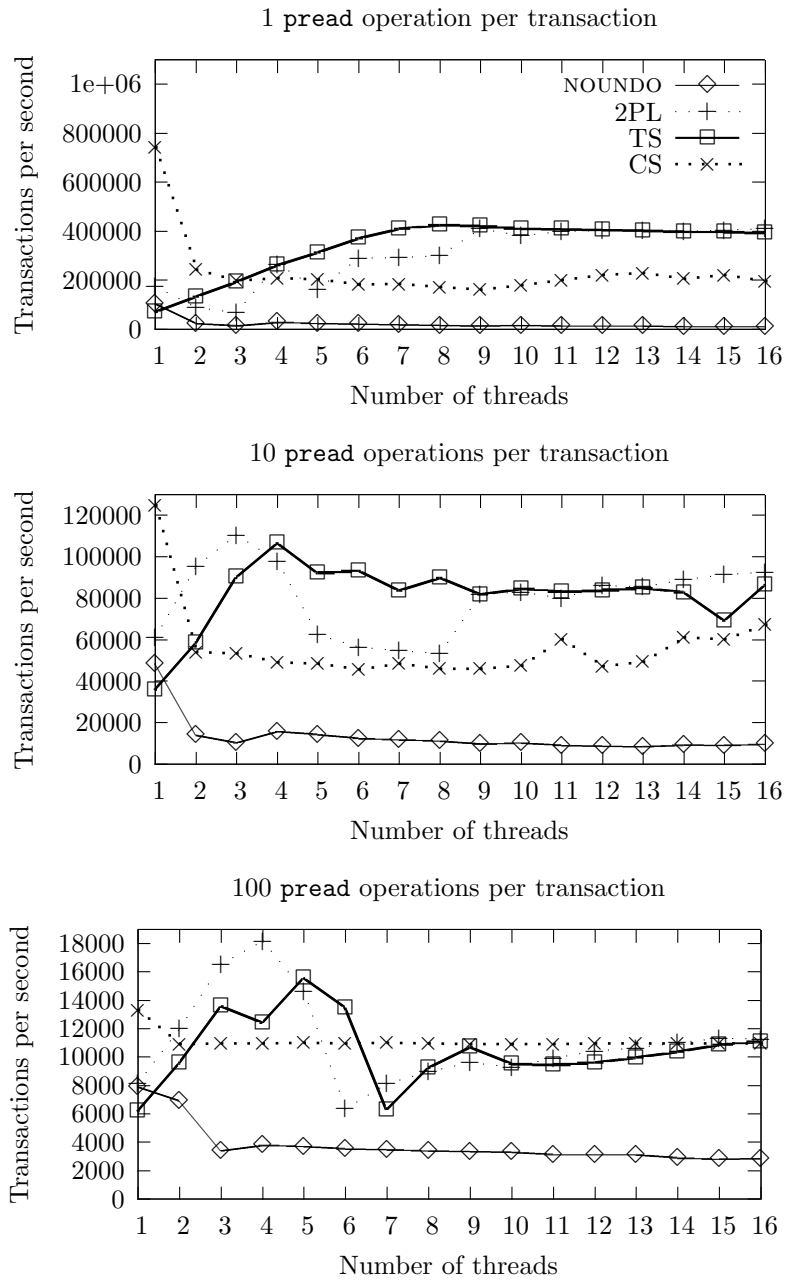 1 pread operation per transaction
Transactions per second
1e+06
800000
600000
400000
200000
0
NOUNDO
2PL
TS
CS
1 2 3 4 5 6 7 8 9 10 11 12 13 14 15 16
Number of threads
10 pread operations per transaction
Transactions per second
120000
100000
80000
60000
40000
20000
0
1 2 3 4 5 6 7 8 9 10 11 12 13 14 15 16
Number of threads
100 pread operations per transaction
Transactions per second
18000
16000
14000
12000
10000
8000
6000
4000
2000
0
1 2 3 4 5 6 7 8 9 10 11 12 13 14 15 16
Number of threads